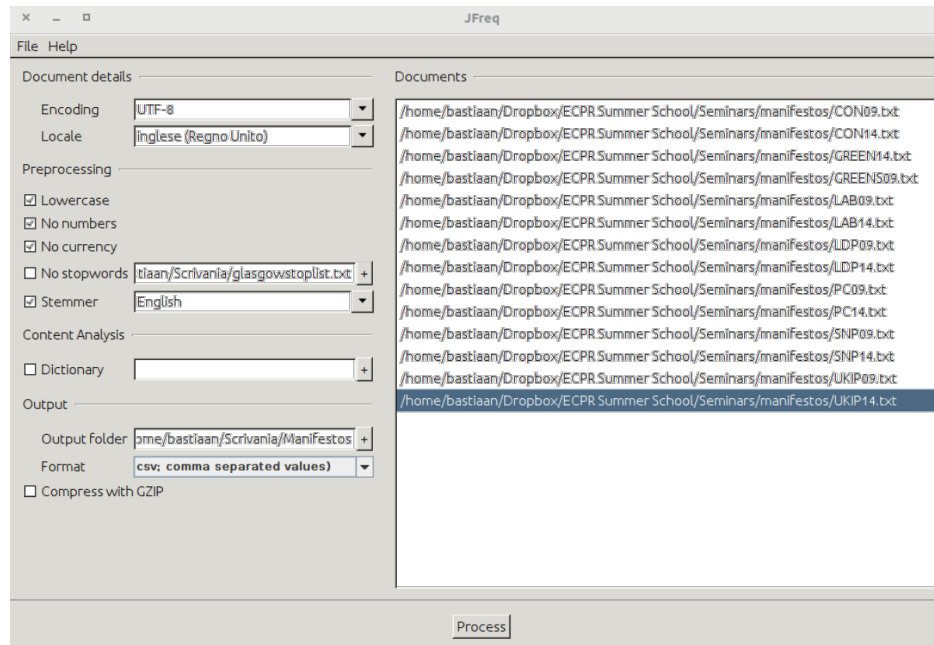 JFreq
File Help
Document details
Encoding UTF-8
Locale inglese (Regno Unito)
Preprocessing
Lowercase
No numbers
No currency
No stopwords tiaan/Scrivania/glasgowstoplist.txt +
Stemmer English
Content Analysis
Dictionary +
Output
Output folder ome/bastiaan/Scrivania/Manifestos +
Format csv; comma separated values)
Compress with GZIP
Documents
/home/bastiaan/Dropbox/ECPR Summer School/Seminars/manifestos/CON09.txt
/home/bastiaan/Dropbox/ECPR Summer School/Seminars/manifestos/CON14.txt
/home/bastiaan/Dropbox/ECPR Summer School/Seminars/manifestos/GREEN14.txt
/home/bastiaan/Dropbox/ECPR Summer School/Seminars/manifestos/GREENS09.txt
/home/bastiaan/Dropbox/ECPR Summer School/Seminars/manifestos/LAB09.txt
/home/bastiaan/Dropbox/ECPR Summer School/Seminars/manifestos/LAB14.txt
/home/bastiaan/Dropbox/ECPR Summer School/Seminars/manifestos/LDP09.txt
/home/bastiaan/Dropbox/ECPR Summer School/Seminars/manifestos/LDP14.txt
/home/bastiaan/Dropbox/ECPR Summer School/Seminars/manifestos/PC09.txt
/home/bastiaan/Dropbox/ECPR Summer School/Seminars/manifestos/PC14.txt
/home/bastiaan/Dropbox/ECPR Summer School/Seminars/manifestos/SNP09.txt
/home/bastiaan/Dropbox/ECPR Summer School/Seminars/manifestos/SNP14.txt
/home/bastiaan/Dropbox/ECPR Summer School/Seminars/manifestos/UKIP09.txt
/home/bastiaan/Dropbox/ECPR Summer School/Seminars/manifestos/UKIP14.txt
Process